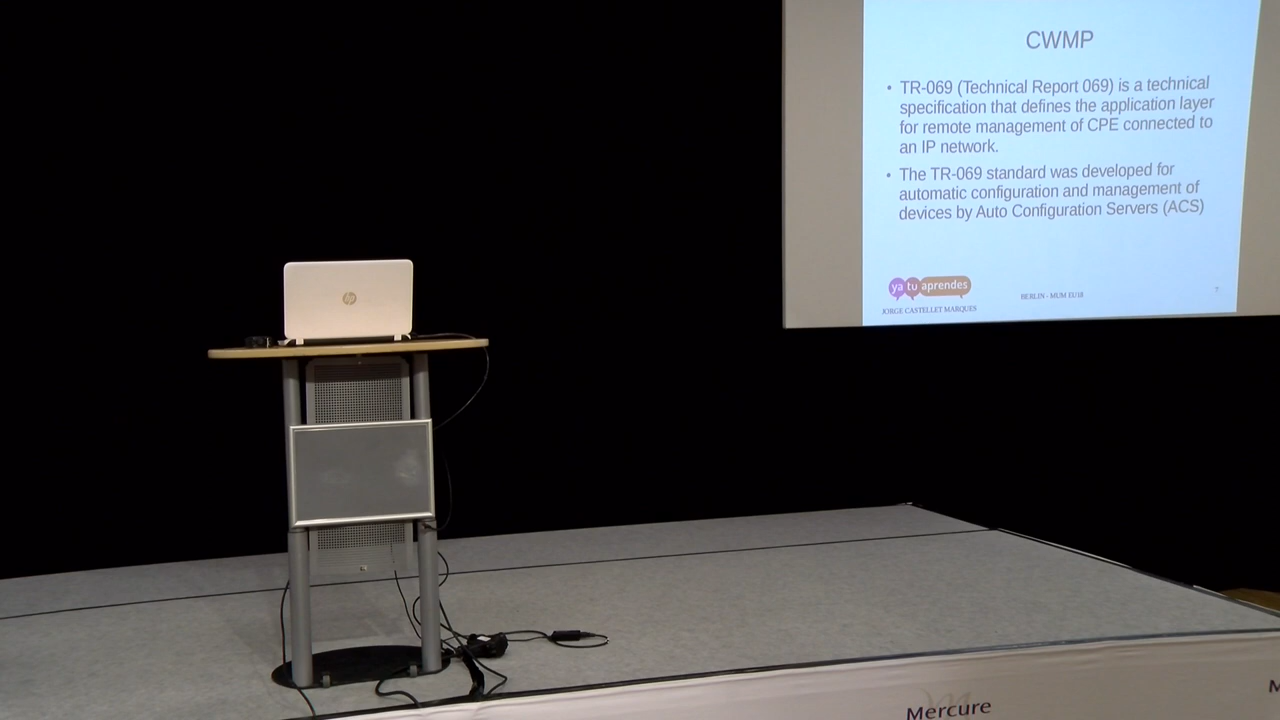 CWMP
• TR-069 (Technical Report 069) is a technical
specification that defines the application layer
for remote management of CPE connected to
an IP network.
• The TR-069 standard was developed for
automatic configuration and management of
devices by Auto Configuration Servers (ACS)
ya tu aprendes
JORGE CASTELLET MARQUES
BERLIN - MUM EU18
hp
Mercure
M